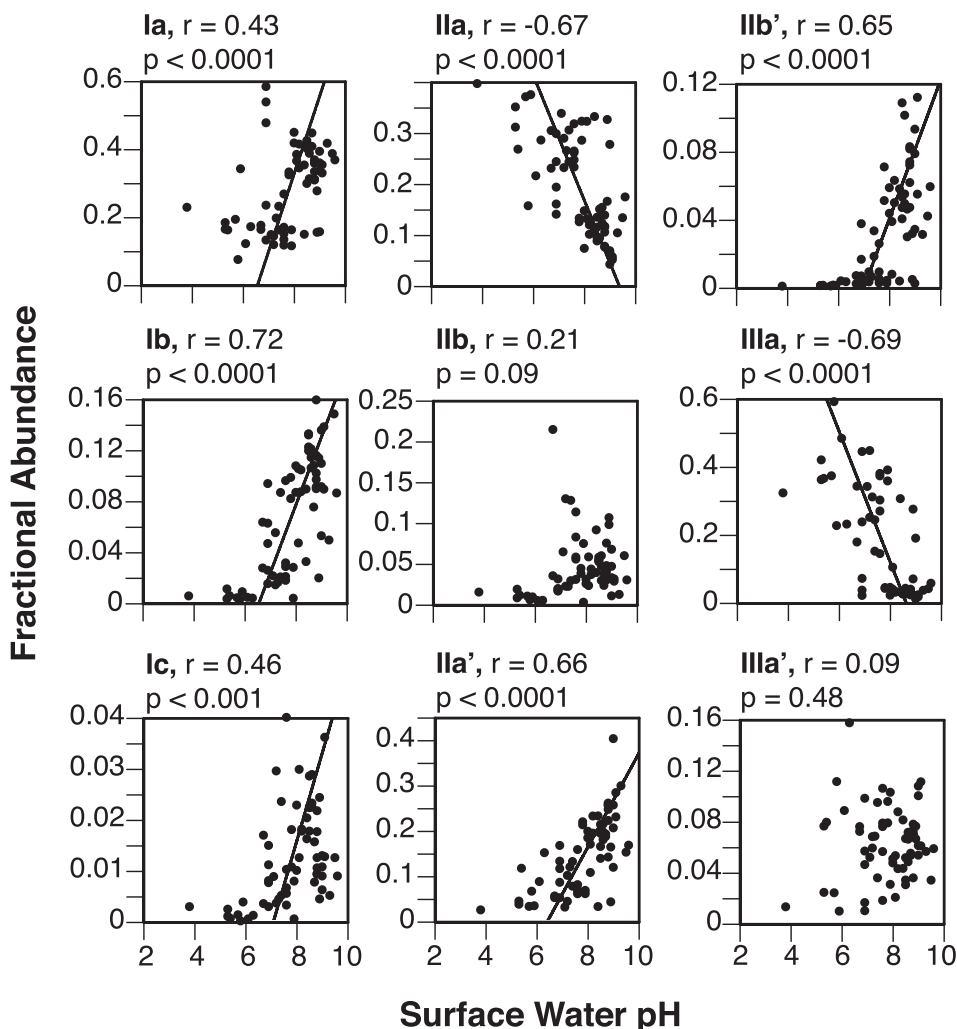 Ia, r = 0.43
p < 0.0001
0.6
0.4
0.2
0
IIa, r = -0.67
p < 0.0001
0.3
0.2
0.1
0
IIb’, r = 0.65
p < 0.0001
0.12
0.08
0.04
0
Fractional Abundance
Ib, r = 0.72
p < 0.0001
0.16
0.12
0.08
0.04
0
IIb, r = 0.21
p = 0.09
0.25
0.2
0.15
0.1
0.05
0
IIIa, r = -0.69
p < 0.0001
0.6
0.4
0.2
0
Ic, r = 0.46
p < 0.001
0.04
0.03
0.02
0.01
0
2 4 6 8 10
IIa’, r = 0.66
p < 0.0001
0.4
0.3
0.2
0.1
0
2 4 6 8 10
IIIa’, r = 0.09
p = 0.48
0.16
0.12
0.08
0.04
0
2 4 6 8 10
Surface Water pH